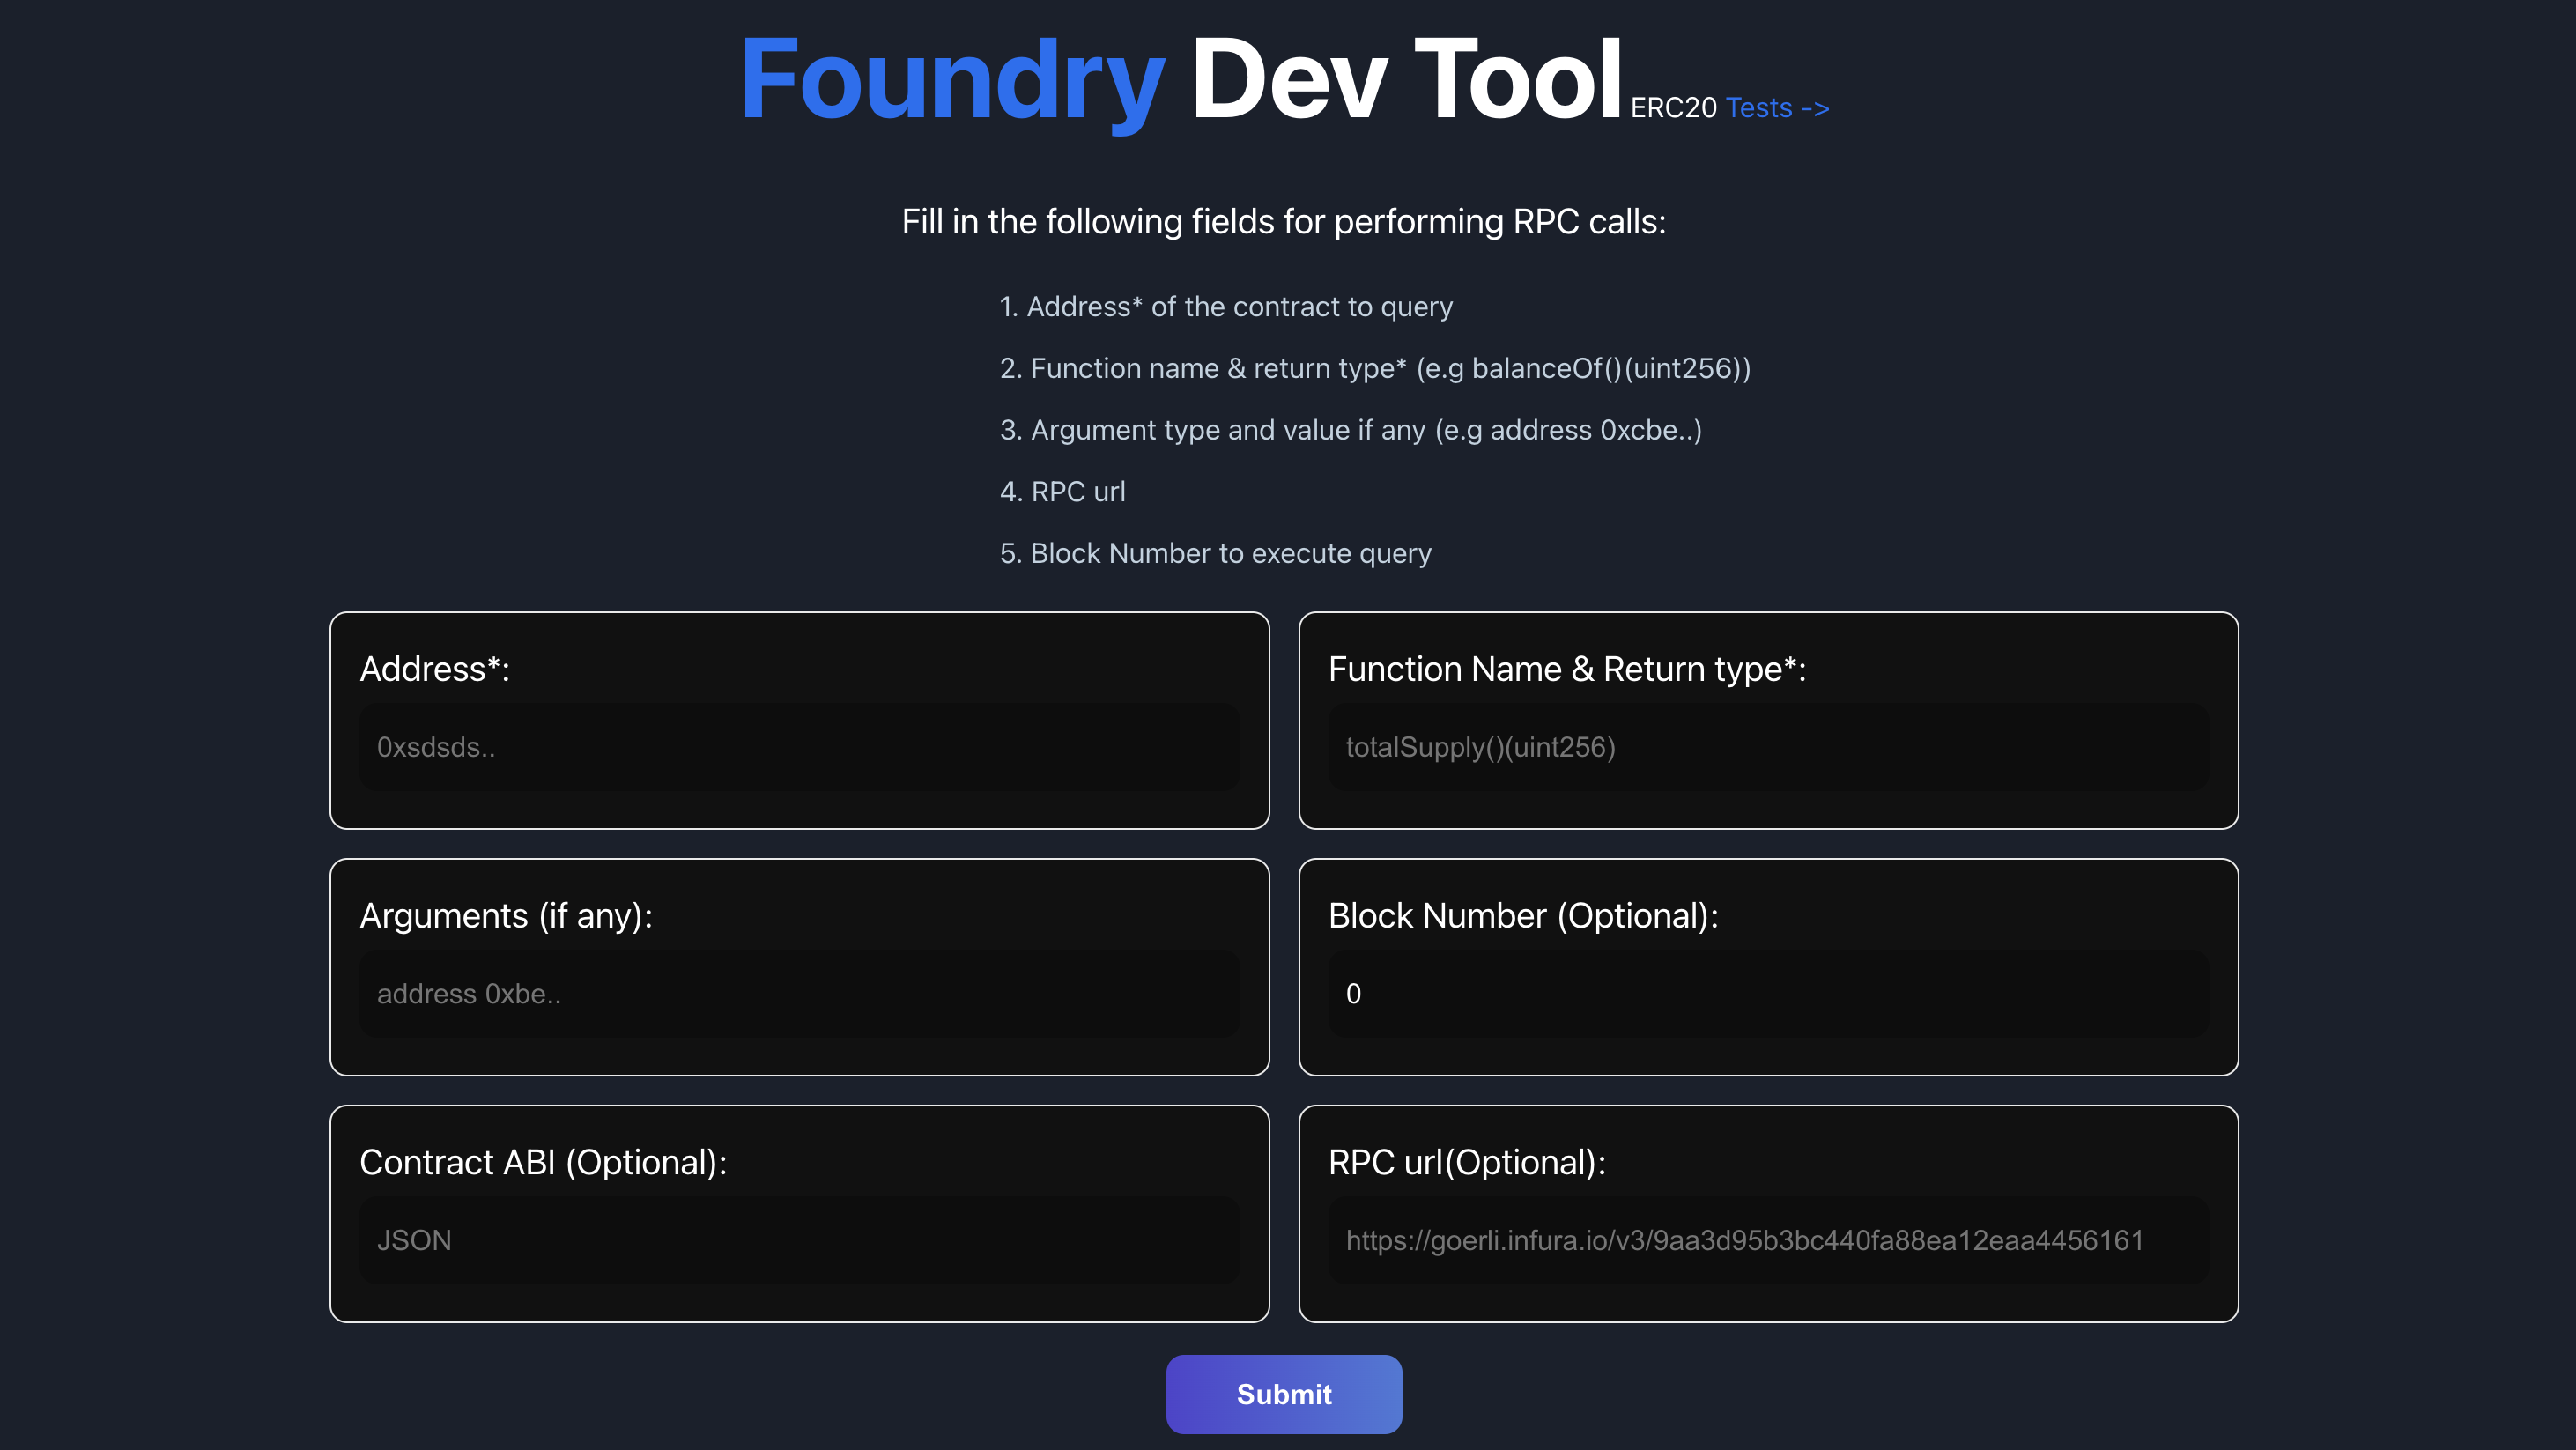 Foundry Dev Tool ERC20 Tests ->
Fill in the following fields for performing RPC calls:
1. Address* of the contract to query
2. Function name & return type* (e.g balanceOf()(uint256))
3. Argument type and value if any (e.g address 0xcbe..)
4. RPC url
5. Block Number to execute query
Address*:
0xsdsds..
Function Name & Return type*:
totalSupply()(uint256)
Arguments (if any):
address 0xbe..
Block Number (Optional):
0
Contract ABI (Optional):
JSON
RPC url(Optional):
https://goerli.infura.io/v3/9aa3d95b3bc440fa88ea12eaa4456161
Submit